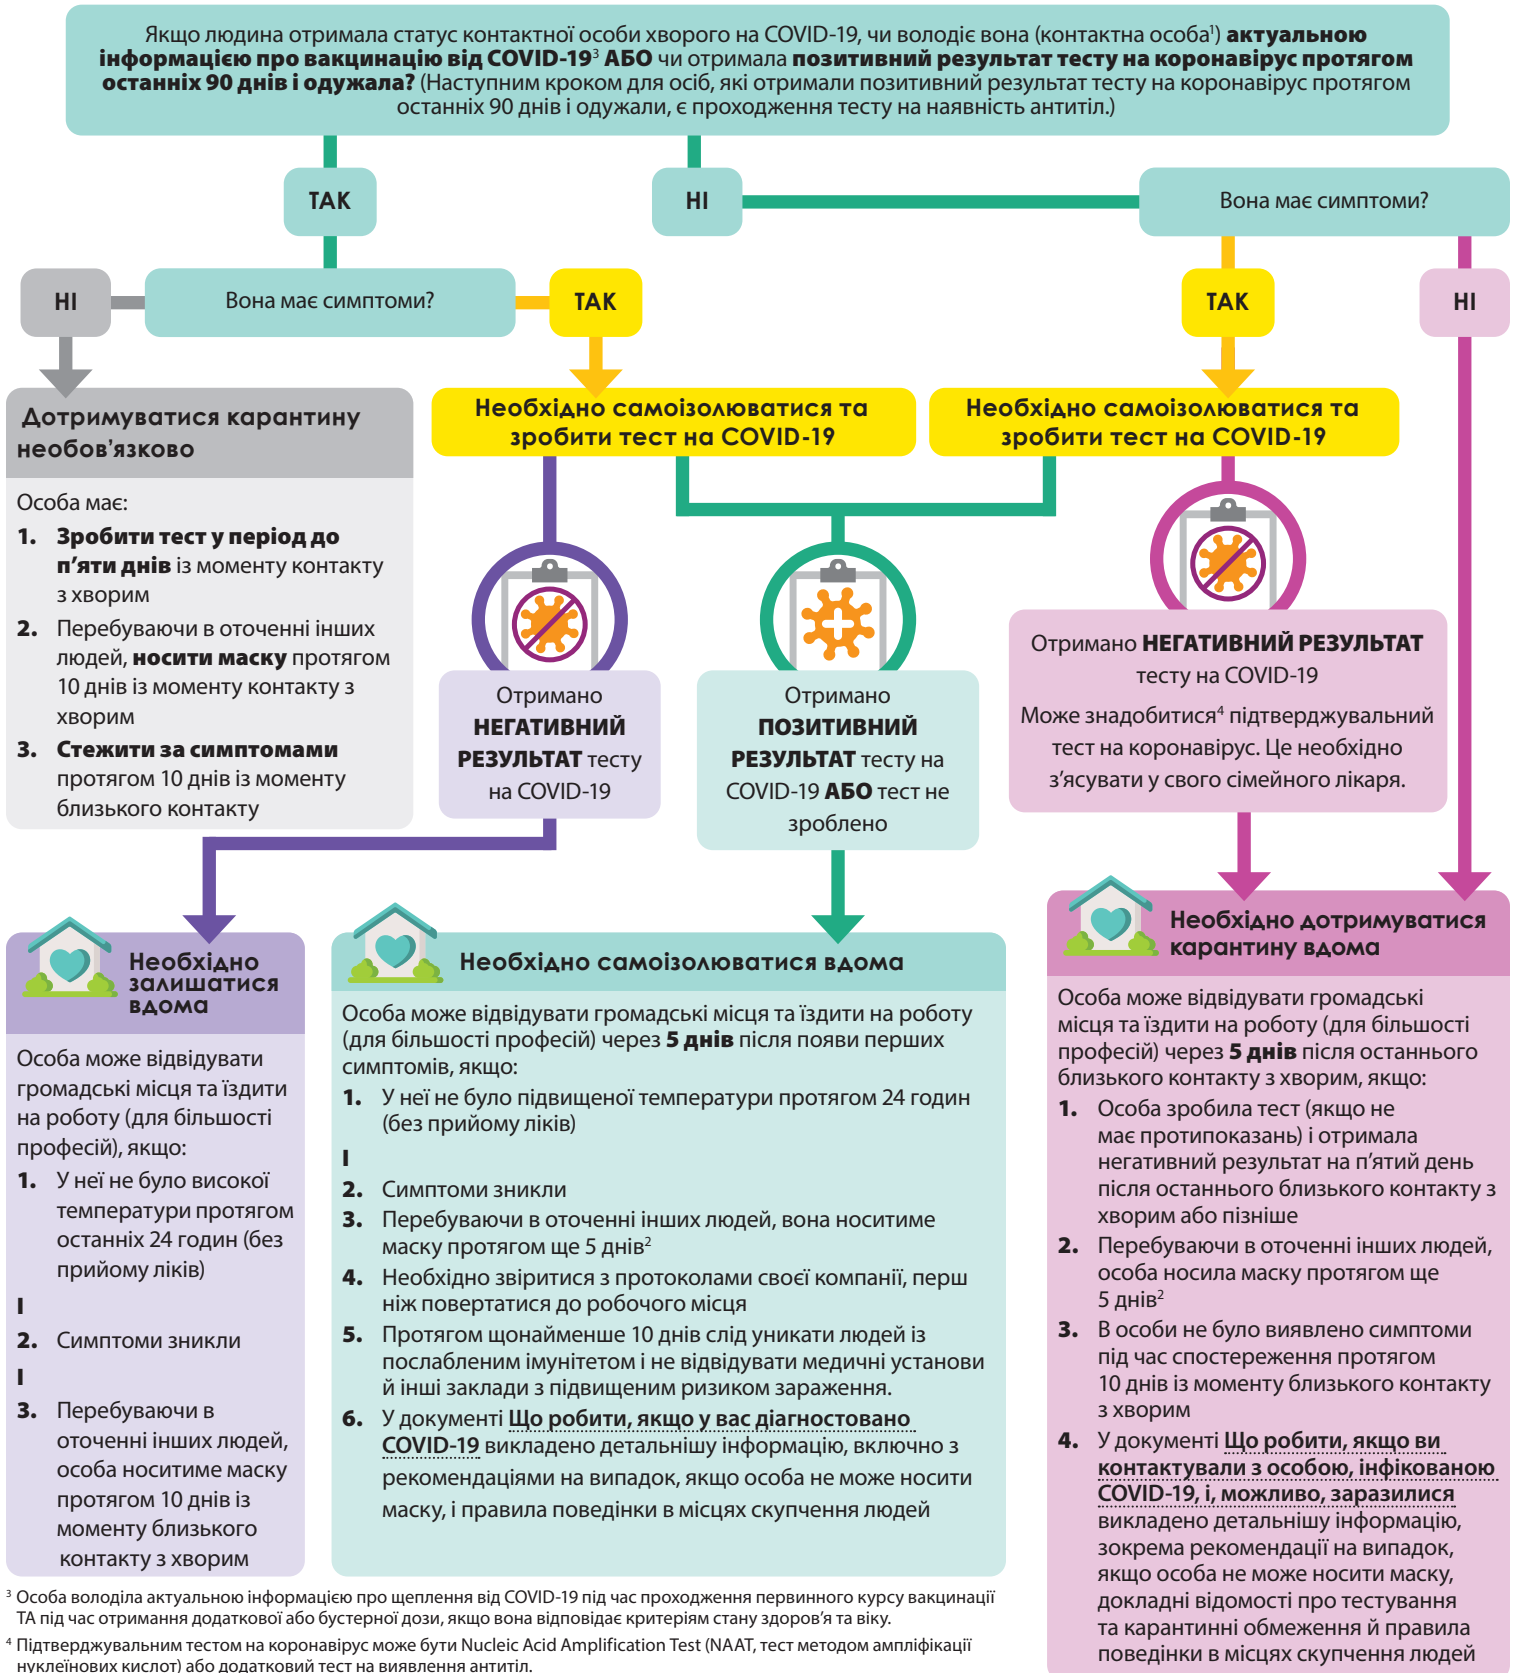 Якщо людина отримала статус контактної особи хворого на COVID-19, чи володіє вона (контактна особа¹) актуальною
інформацією про вакцинацію від COVID-19³ АБО чи отримала позитивний результат тесту на коронавірус протягом
останніх 90 днів і одужала? (Наступним кроком для осіб, які отримали позитивний результат тесту на коронавірус протягом
останніх 90 днів і одужали, є проходження тесту на наявність антитіл.)
ТАК
НІ
Вона має симптоми?
НІ
Вона має симптоми?
ТАК
ТАК
НІ
Дотримуватися карантину
необов’язково
Особа має:
1. Зробити тест у період до
п’яти днів із моменту контакту
з хворим
2. Перебуваючи в оточенні інших
людей, носити маску протягом
10 днів із моменту контакту з
хворим
3. Стежити за симптомами
протягом 10 днів із моменту
близького контакту
Необхідно самоізолюватися та
зробити тест на COVID-19
Необхідно самоізолюватися та
зробити тест на COVID-19
Отримано
НЕГАТИВНИЙ
РЕЗУЛЬТАТ тесту
на COVID-19
Отримано
ПОЗИТИВНИЙ
РЕЗУЛЬТАТ тесту на
COVID-19 АБО тест не
зроблено
Отримано НЕГАТИВНИЙ РЕЗУЛЬТАТ
тесту на COVID-19
Може знадобитися⁴ підтверджувальний
тест на коронавірус. Це необхідно
з’ясувати у свого сімейного лікаря.
Необхідно
залишатися
вдома
Особа може відвідувати
громадські місця та їздити
на роботу (для більшості
професій), якщо:
1. У неї не було високої
температури протягом
останніх 24 годин (без
прийому ліків)
І
2. Симптоми зникли
І
3. Перебуваючи в
оточенні інших людей,
особа носитиме маску
протягом 10 днів із
моменту близького
контакту з хворим
Необхідно самоізолюватися вдома
Особа може відвідувати громадські місця та їздити на роботу
(для більшості професій) через 5 днів після появи перших
симптомів, якщо:
1. У неї не було підвищеної температури протягом 24 годин
(без прийому ліків)
І
2. Симптоми зникли
3. Перебуваючи в оточенні інших людей, вона носитиме
маску протягом ще 5 днів²
4. Необхідно звіритися з протоколами своєї компанії, перш
ніж повертатися до робочого місця
5. Протягом щонайменше 10 днів слід уникати людей із
послабленим імунітетом і не відвідувати медичні установи
й інші заклади з підвищеним ризиком зараження.
6. У документі Що робити, якщо у вас діагностовано
COVID-19 викладено детальнішу інформацію, включно з
рекомендаціями на випадок, якщо особа не може носити
маску, і правила поведінки в місцях скупчення людей
Необхідно дотримуватися
карантину вдома
Особа може відвідувати громадські
місця та їздити на роботу (для більшості
професій) через 5 днів після останнього
близького контакту з хворим, якщо:
1. Особа зробила тест (якщо не
має протипоказань) і отримала
негативний результат на п’ятий день
після останнього близького контакту з
хворим або пізніше
2. Перебуваючи в оточенні інших людей,
особа носила маску протягом ще
5 днів²
3. В особи не було виявлено симптоми
під час спостереження протягом
10 днів із моменту близького контакту
з хворим
4. У документі Що робити, якщо ви
контактували з особою, інфікованою
COVID-19, і, можливо, заразилися
викладено детальнішу інформацію,
зокрема рекомендації на випадок,
якщо особа не може носити маску,
докладні відомості про тестування
та карантинні обмеження й правила
поведінки в місцях скупчення людей
³ Особа володіла актуальною інформацією про щеплення від COVID-19 під час проходження первинного курсу вакцинації
ТА під час отримання додаткової або бустерної дози, якщо вона відповідає критеріям стану здоров’я та віку.
⁴ Підтверджувальним тестом на коронавірус може бути Nucleic Acid Amplification Test (NAAT, тест методом ампліфікації
нуклеїнових кислот) або додатковий тест на виявлення антитіл.